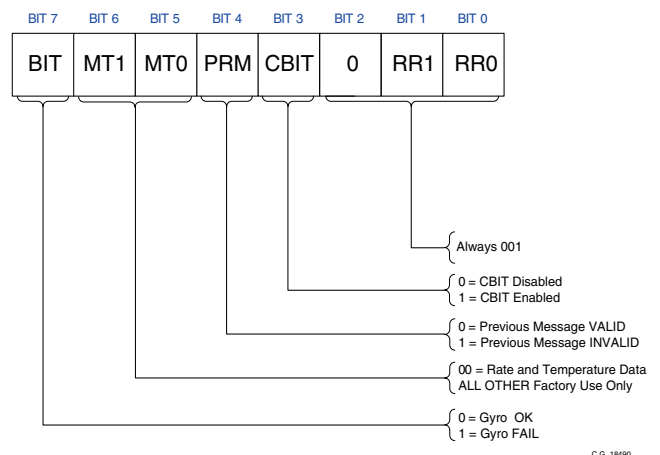 BIT 7 BIT 6 BIT 5 BIT 4 BIT 3 BIT 2 BIT 1 BIT 0
BIT MT1 MT0 PRM CBIT 0 RR1 RR0
Always 001
0 = CBIT Disabled
1 = CBIT Enabled
0 = Previous Message VALID
1 = Previous Message INVALID
00 = Rate and Temperature Data
ALL OTHER Factory Use Only
0 = Gyro OK
1 = Gyro FAIL
C.G. 18490